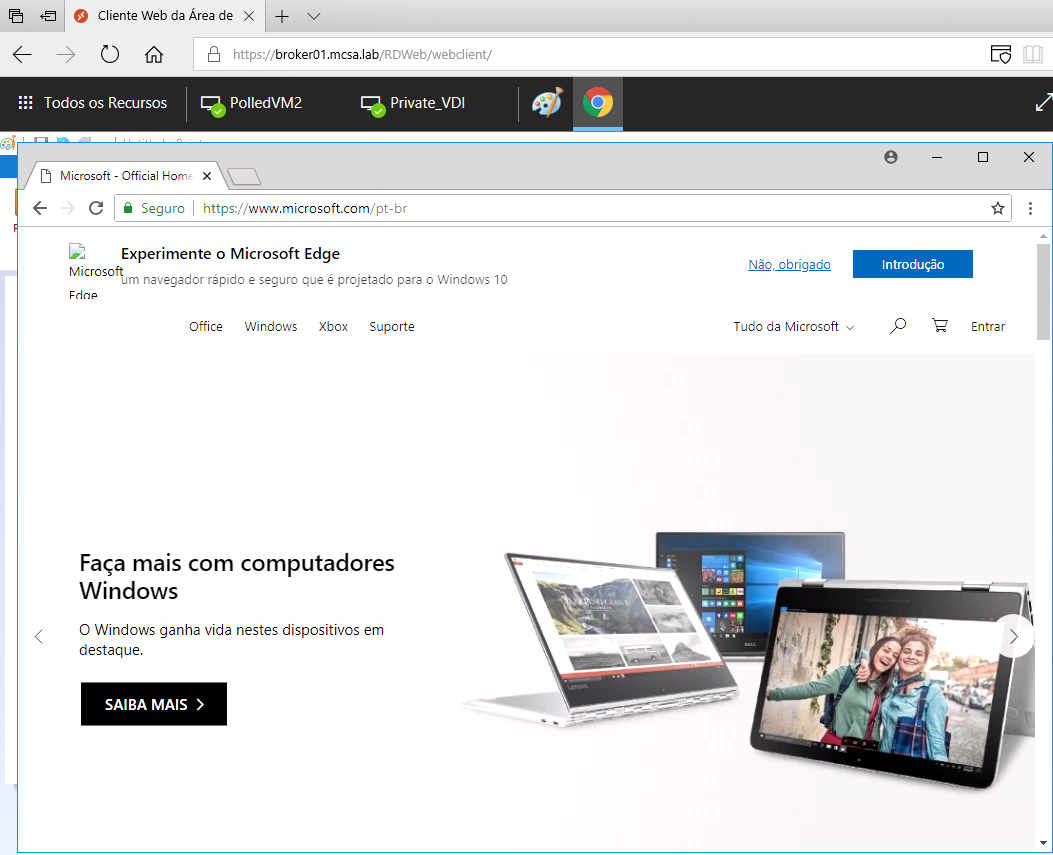 Cliente Web da Área de
https://broker01.mcsa.lab/RDWeb/webclient/
Todos os Recursos
PolledVM2
Private_VDI
Microsoft - Official Home
Seguro
https://www.microsoft.com/pt-br
Microsoft Edge
Experimente o Microsoft Edge
um navegador rápido e seguro que é projetado para o Windows 10
Não, obrigado
Introdução
Office
Windows
Xbox
Suporte
Tudo da Microsoft
Entrar
Faça mais com computadores
Windows
O Windows ganha vida nestes dispositivos em
destaque.
SAIBA MAIS
DELL
Lenovo